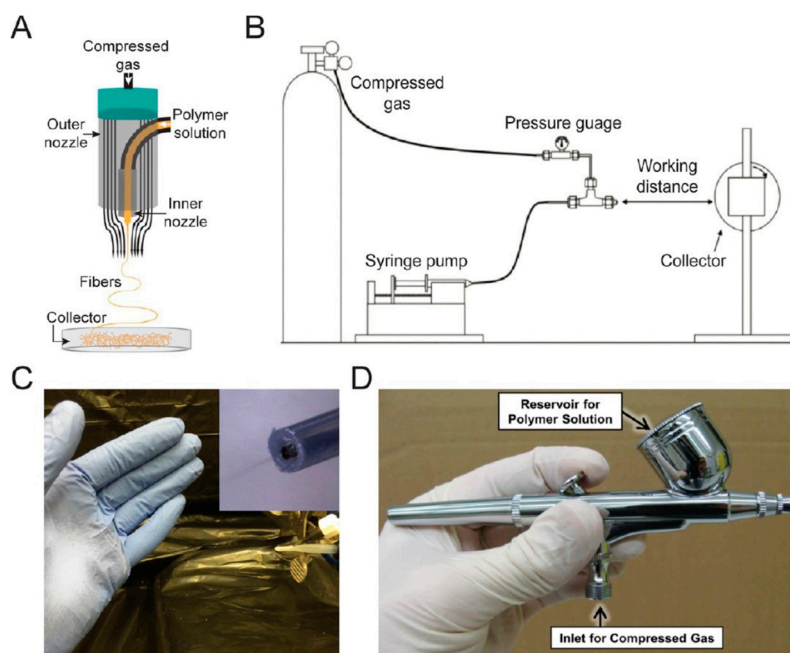 A
Compressed
gas
Polymer
solution
Outer
nozzle
Inner
nozzle
Fibers
Collector
B
Compressed
gas
Pressure guage
Working
distance
Collector
Syringe pump
C
D
Reservoir for
Polymer Solution
Inlet for Compressed Gas